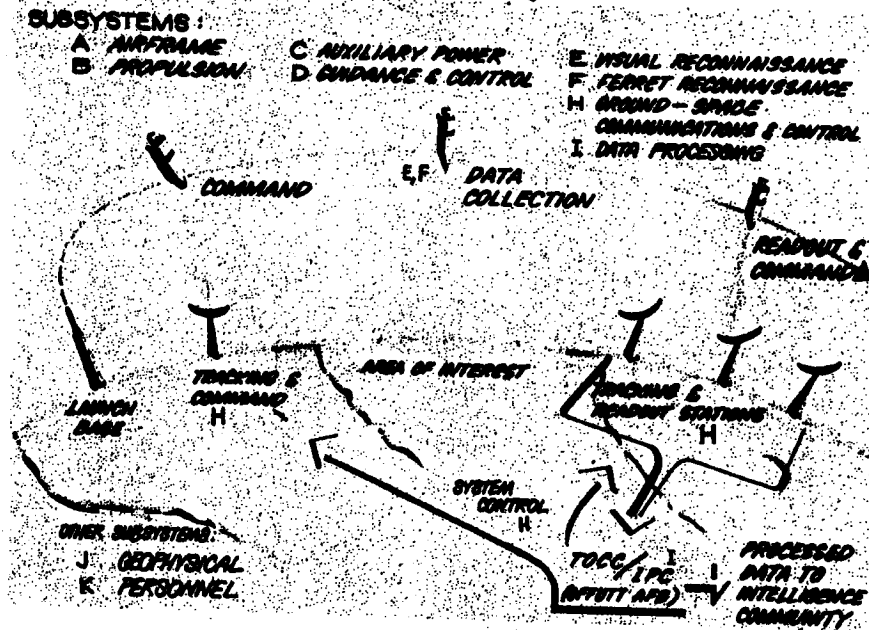 SUBSYSTEMS:
A AIRFRAME
B PROPULSION
C AUXILIARY POWER
D GUIDANCE & CONTROL
E VISUAL RECONNAISSANCE
F FERRET RECONNAISSANCE
H GROUND-SPACE
COMMUNICATIONS & CONTROL
I DATA PROCESSING
COMMAND
E,F DATA
COLLECTION
READOUT &
COMMAND
LAUNCH
BASE
TRACKING &
COMMAND
H
AREA OF INTEREST
TRACKING &
READOUT STATIONS
H
SYSTEM
CONTROL
H
OTHER SUBSYSTEMS:
J GEOPHYSICAL
K PERSONNEL
TOCC/ I
IPC
(OFFUTT AFB)
PROCESSED
DATA TO
INTELLIGENCE
COMMUNITY